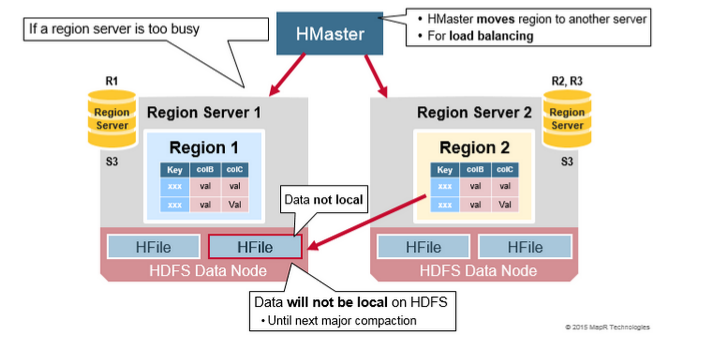 If a region server is too busy
HMaster
• HMaster moves region to another server
• For load balancing
R1
Region
Server
S3
Region Server 1
Region 1
Key colB colC
xxx val val
xxx val Val
Region Server 2
Region 2
Key colB colC
xxx val val
xxx val Val
R2, R3
Region
Server
S3
Data not local
HFile HFile
HDFS Data Node
HFile HFile
HDFS Data Node
Data will not be local on HDFS
• Until next major compaction
© 2015 MapR Technologies